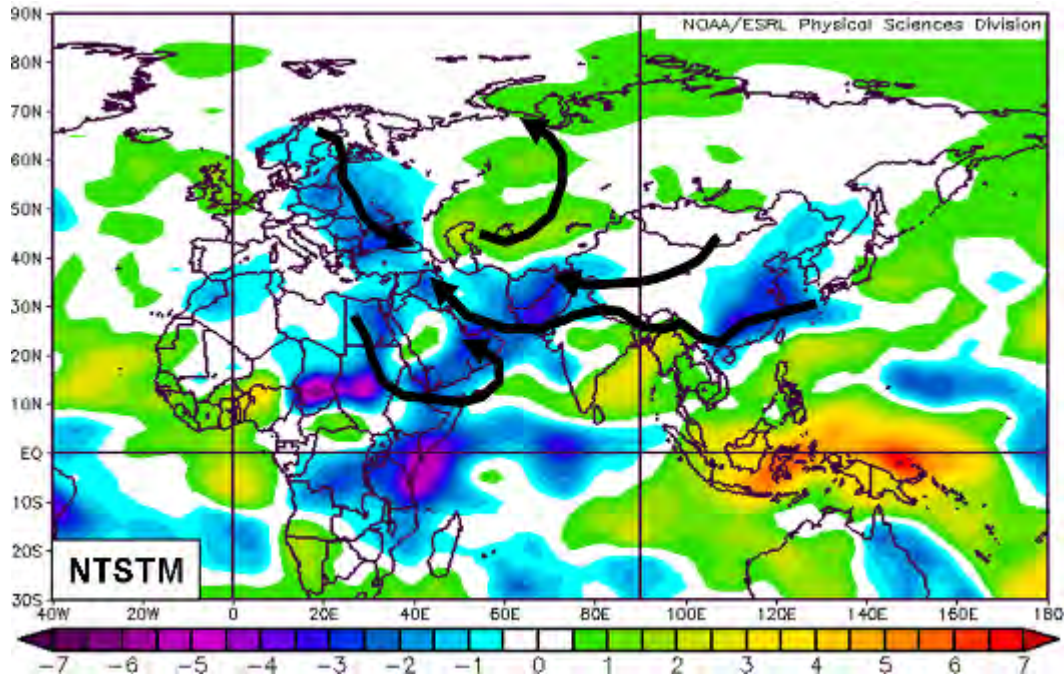 NOAA/ESRL Physical Sciences Division
90N
80N
70N
60N
50N
40N
30N
20N
10N
EQ
10S
20S
30S
NTSTM
40W 20W 0 20E 40E 60E 80E 100E 120E 140E 160E 180
-7 -6 -5 -4 -3 -2 -1 0 1 2 3 4 5 6 7